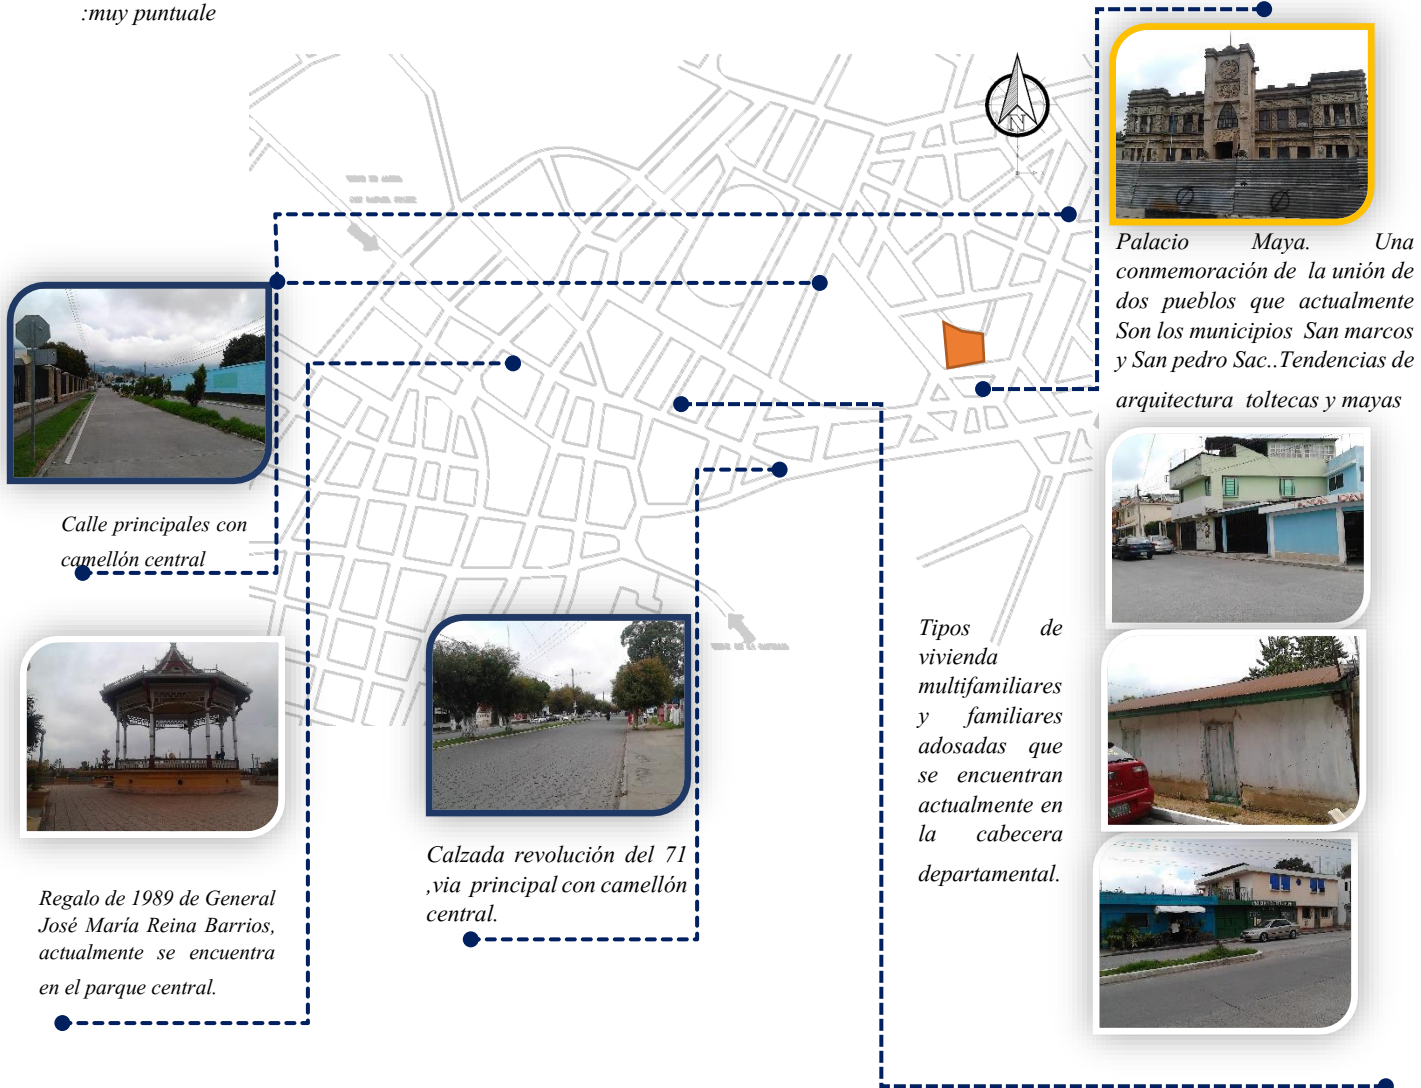 :muy puntuale
N
Palacio Maya. Una
conmemoración de la unión de
dos pueblos que actualmente
Son los municipios San marcos
y San pedro Sac..Tendencias de
arquitectura toltecas y mayas
Calle principales con
camellón central
Tipos de
vivienda
multifamiliares
y familiares
adosadas que
se encuentran
actualmente en
la cabecera
departamental.
Calzada revolución del 71
,via principal con camellón
central.
Regalo de 1989 de General
José María Reina Barrios,
actualmente se encuentra
en el parque central.